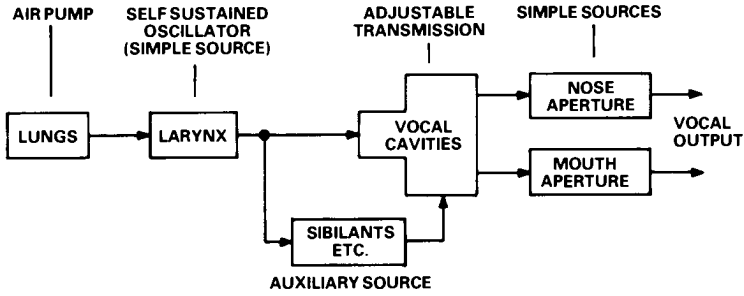 AIR PUMP
SELF SUSTAINED
OSCILLATOR
(SIMPLE SOURCE)
ADJUSTABLE
TRANSMISSION
SIMPLE SOURCES
LUNGS
LARYNX
VOCAL
CAVITIES
NOSE
APERTURE
MOUTH
APERTURE
VOCAL
OUTPUT
SIBILANTS
ETC.
AUXILIARY SOURCE